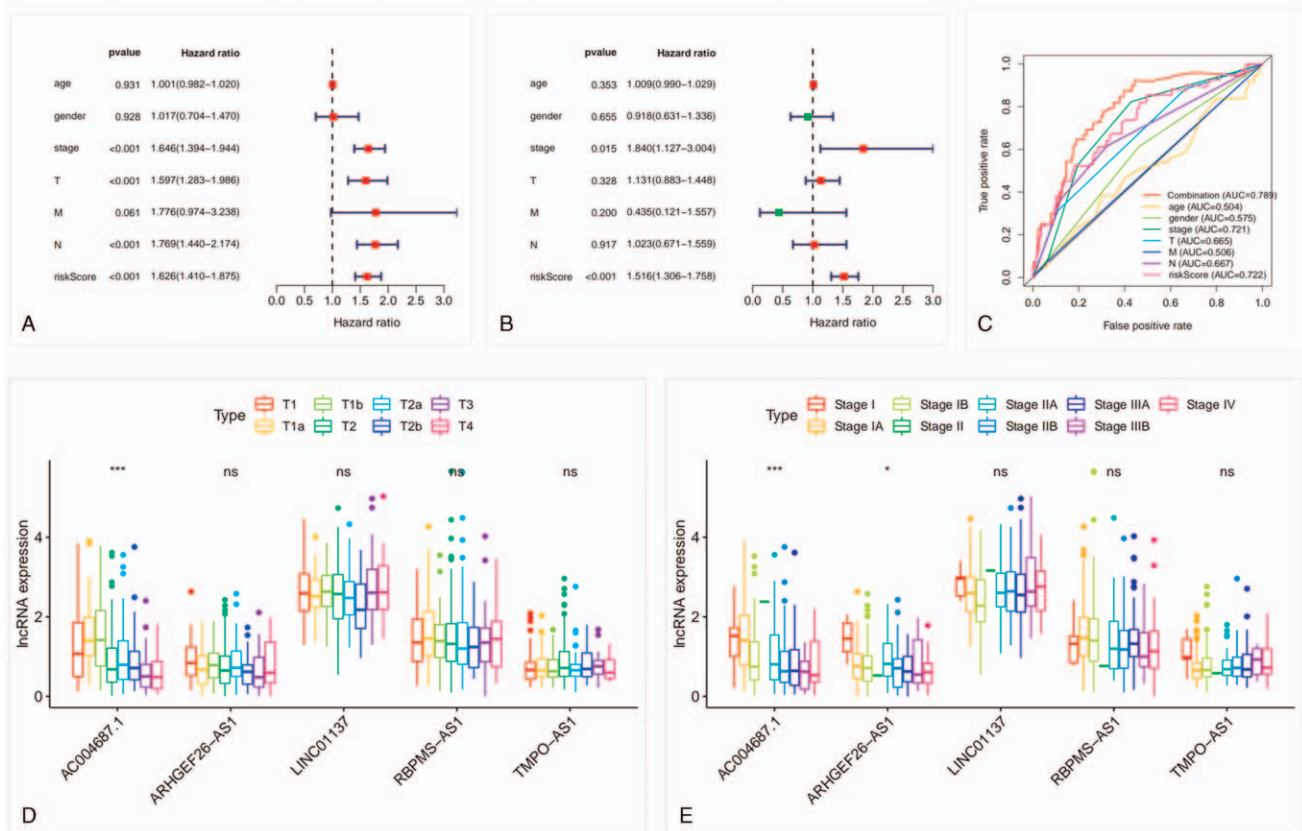 pvalue Hazard ratio
age 0.931 1.001(0.982−1.020)
gender 0.928 1.017(0.704−1.470)
stage <0.001 1.646(1.394−1.944)
T <0.001 1.597(1.283−1.986)
M 0.061 1.776(0.974−3.238)
N <0.001 1.769(1.440−2.174)
riskScore <0.001 1.626(1.410−1.875)
0.0 0.5 1.0 1.5 2.0 2.5 3.0
Hazard ratio
A
pvalue Hazard ratio
age 0.353 1.009(0.990−1.029)
gender 0.655 0.918(0.631−1.336)
stage 0.015 1.840(1.127−3.004)
T 0.328 1.131(0.883−1.448)
M 0.200 0.435(0.121−1.557)
N 0.917 1.023(0.671−1.559)
riskScore <0.001 1.516(1.306−1.758)
0.0 0.5 1.0 1.5 2.0 2.5 3.0
Hazard ratio
B
True positive rate
1.0
0.8
0.6
0.4
0.2
0.0
Combination (AUC=0.789)
age (AUC=0.504)
gender (AUC=0.575)
stage (AUC=0.721)
T (AUC=0.665)
M (AUC=0.506)
N (AUC=0.667)
riskScore (AUC=0.722)
0.0 0.2 0.4 0.6 0.8 1.0
False positive rate
C
Type T1 T1b T2a T3
T1a T2 T2b T4
*** ns ns ns ns
lncRNA expression
4
2
0
AC004687.1
ARHGEF26−AS1
LINC01137
RBPMS−AS1
TMPO−AS1
D
Type Stage I Stage IB Stage IIA Stage IIIA Stage IV
Stage IA Stage II Stage IIB Stage IIIB
*** * ns ns ns
lncRNA expression
4
2
0
AC004687.1
ARHGEF26−AS1
LINC01137
RBPMS−AS1
TMPO−AS1
E